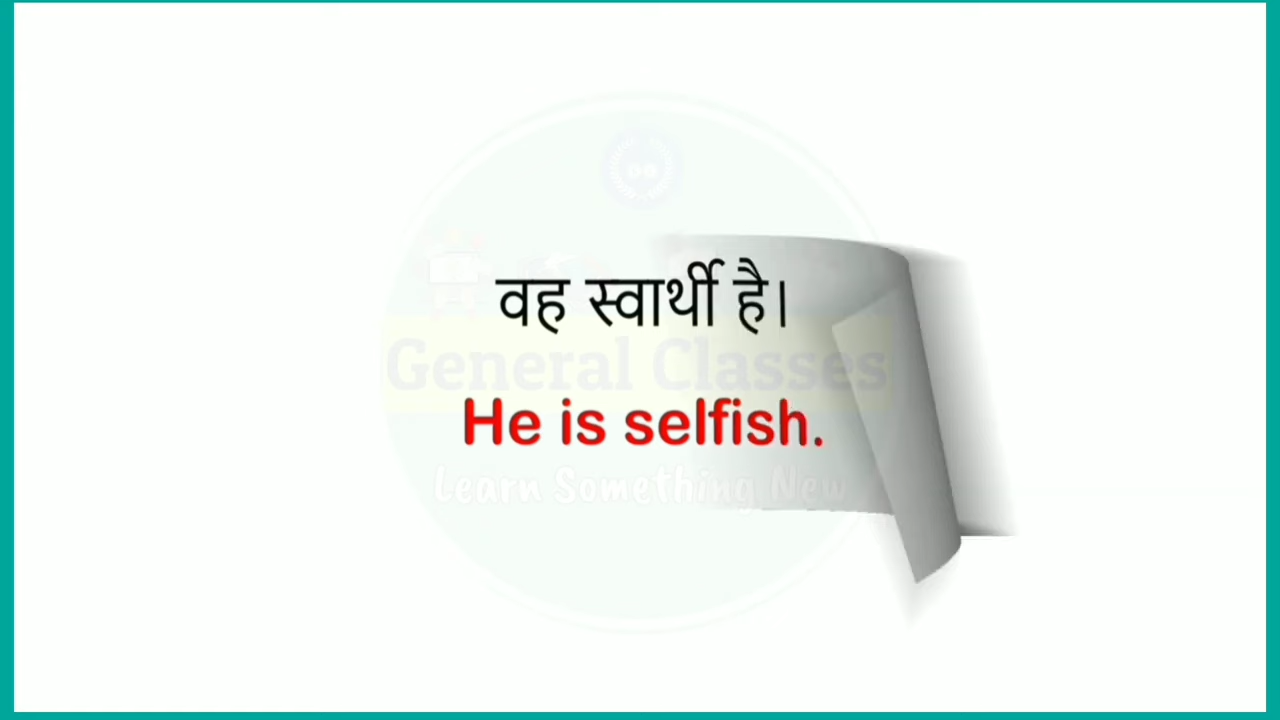 वह स्वार्थी है।
General Classes
He is selfish.
Learn Something New